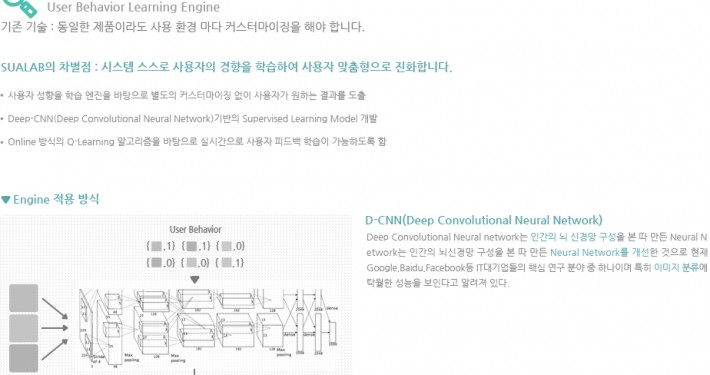 User Behavior Learning Engine
기존 기술 : 동일한 제품이라도 사용 환경 마다 커스터마이징을 해야 합니다.
SUALAB의 차별점 : 시스템 스스로 사용자의 경향을 학습하여 사용자 맞춤형으로 진화합니다.
• 사용자 성향을 학습 엔진을 바탕으로 별도의 커스터마이징 없이 사용자가 원하는 결과를 도출
• Deep-CNN(Deep Convolutional Neural Network)기반의 Supervised Learning Model 개발
• Online 방식의 Q-Learning 알고리즘을 바탕으로 실시간으로 사용자 피드백 학습이 가능하도록 함
▼ Engine 적용 방식
User Behavior
{ ,1} { ,1} { ,0}
{ ,0} { ,0} { ,1}
Max pooling
Max pooling
Max pooling
D-CNN(Deep Convolutional Neural Network)
Deep Convolutional Neural network는 인간의 뇌 신경망 구성을 본 따 만든 Neural N
etwork는 인간의 뇌신경망 구성을 본 따 만든 Neural Network를 개선한 것으로 현재
Google,Baidu,Facebook등 IT대기업들의 핵심 연구 분야 중 하나이며 특히 이미지 분류에
탁월한 성능을 보인다고 알려져 있다.